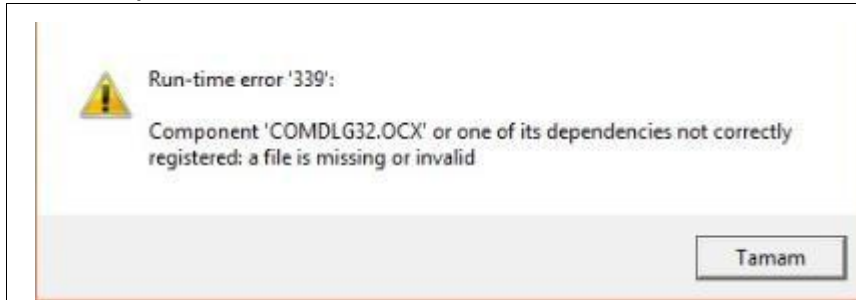 Run-time error '339':
Component 'COMDLG32.OCX' or one of its dependencies not correctly
registered: a file is missing or invalid
Tamam